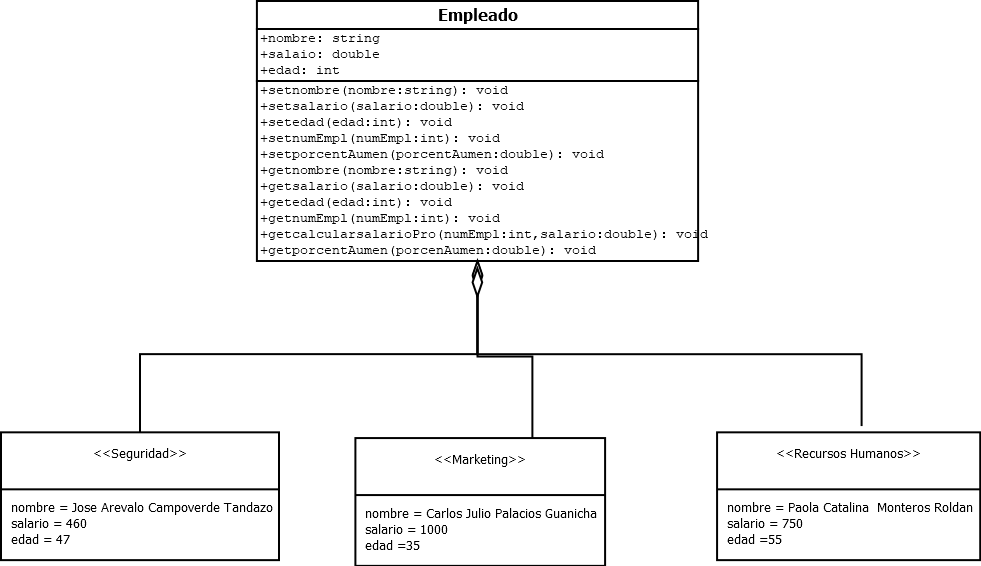 Empleado
+nombre: string
+salaio: double
+edad: int
+setnombre(nombre:string): void
+setsalario(salario:double): void
+setedad(edad:int): void
+setnumEmpl(numEmpl:int): void
+setporcentAumen(porcentAumen:double): void
+getnombre(nombre:string): void
+getsalario(salario:double): void
+getedad(edad:int): void
+getnumEmpl(numEmpl:int): void
+getcalcularsalarioPro(numEmpl:int,salario:double): void
+getporcentAumen(porcenAumen:double): void
<<Seguridad>>
nombre = Jose Arevalo Campoverde Tandazo
salario = 460
edad = 47
<<Marketing>>
nombre = Carlos Julio Palacios Guanicha
salario = 1000
edad =35
<<Recursos Humanos>>
nombre = Paola Catalina  Monteros Roldan
salario = 750
edad =55